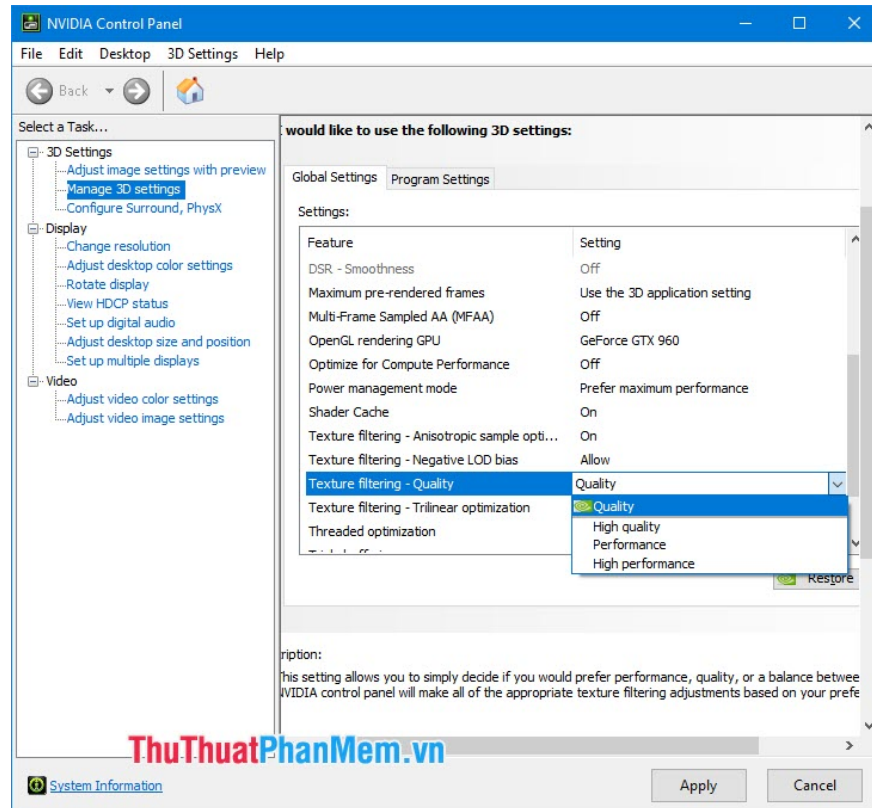 NVIDIA Control Panel
File Edit Desktop 3D Settings Help
Back
Select a Task...
3D Settings
Adjust image settings with preview
Manage 3D settings
Configure Surround, PhysX
Display
Change resolution
Adjust desktop color settings
Rotate display
View HDCP status
Set up digital audio
Adjust desktop size and position
Set up multiple displays
Video
Adjust video color settings
Adjust video image settings
would like to use the following 3D settings:
Global Settings Program Settings
Settings:
Feature Setting
DSR - Smoothness Off
Maximum pre-rendered frames Use the 3D application setting
Multi-Frame Sampled AA (MFAA) Off
OpenGL rendering GPU GeForce GTX 960
Optimize for Compute Performance Off
Power management mode Prefer maximum performance
Shader Cache On
Texture filtering - Anisotropic sample opti... On
Texture filtering - Negative LOD bias Allow
Texture filtering - Quality Quality
Texture filtering - Trilinear optimization
Threaded optimization
Quality
High quality
Performance
High performance
Restore
ription:
his setting allows you to simply decide if you would prefer performance, quality, or a balance betwee
NVIDIA control panel will make all of the appropriate texture filtering adjustments based on your prefe
ThuThuatPhanMem.vn
System Information
Apply Cancel